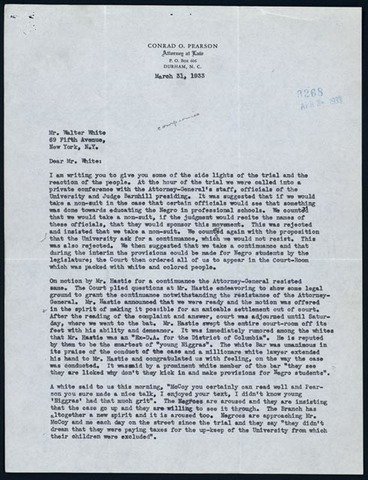 CONRAD O. PEARSON
Attorney at Law
P. O. Box 601
DURHAM, N. C.
March 31, 1933
3268
Mr. Walter White
69 Fifth Avenue,
New York, N.Y.
Dear Mr. White:
I am writing you to give you some of the side lights of the trial and the
reaction of the people. At the hour of the trial we were called into a
private conference with the Attorney-General's staff, officials of the
University and Judge Barnhill presiding. It was suggested that if we would
take a non-suit in the case that certain officials would see that something
was done towards educating the Negro in professional schools. We counted
that we would take a non-suit, if the judgment would recite the names of
these officials, that they would sponsor this movement. This was rejected
and insisted that we take a non-suit. We counted again with the proposition
that the University ask for a continuance, which we would not resist. This
was also rejected. We then suggested that we take a continuance and that
during the interim the provisions could be made for Negro students by the
legislature; the Court then ordered all of us to appear in the Court-Room
which was packed with white and colored people.
On motion by Mr. Hastie for a continuance the Attorney-General resisted
same. The Court plied questions at Mr. Hastie endeavoring to show some legal
ground to grant the continuance notwithstanding the resistance of the Attorney-
General. Mr. Hastie announced that we were ready and the motion was offered
in the spirit of making it possible for an amicable settlement out of court.
After the reading of the complaint and answer, court was adjourned until Satur-
day, where we went to the bat. Mr. Hastie swept the entire court-room off its
feet with his ability and demeanor. It was immediately rumored among the whites
that Mr. Hastie was an "Ex-D.A. for the District of Columbia". He is reputed
by them to be the smartest of "Young Niggras". The white Bar was unanimous in
its praise of the conduct of the case and a millionaire white lawyer extended
his hand to Mr. Hastie and congratulated us with feeling, on the way the case
was conducted. It wasmaid by a prominent white member of the bar "they see
they are licked why don't they kick in and make provisions for Negro students".
A white said to us this morning, "McCoy you certainly can read well and Pear-
son you sure made a nice talk, I enjoyed your text, I didn't know young
'Niggras' had that much grit". The Negroes are aroused and they are insisting
that the case go up and they are willing to see it through. The Branch has
altogether a new spirit and it is aroused too. Negroes are approaching Mr.
McCoy and me each day on the street since the trial and they say "they didn't
dream that they were paying taxes for the up-keep of the University from which
their children were excluded".